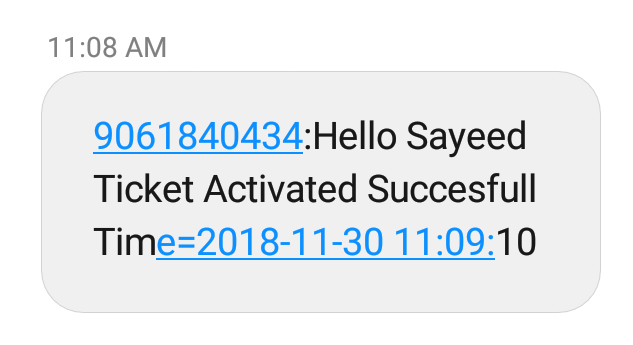 11:08 AM
9061840434:Hello Sayeed
Ticket Activated Succesfull
Time=2018-11-30 11:09:10